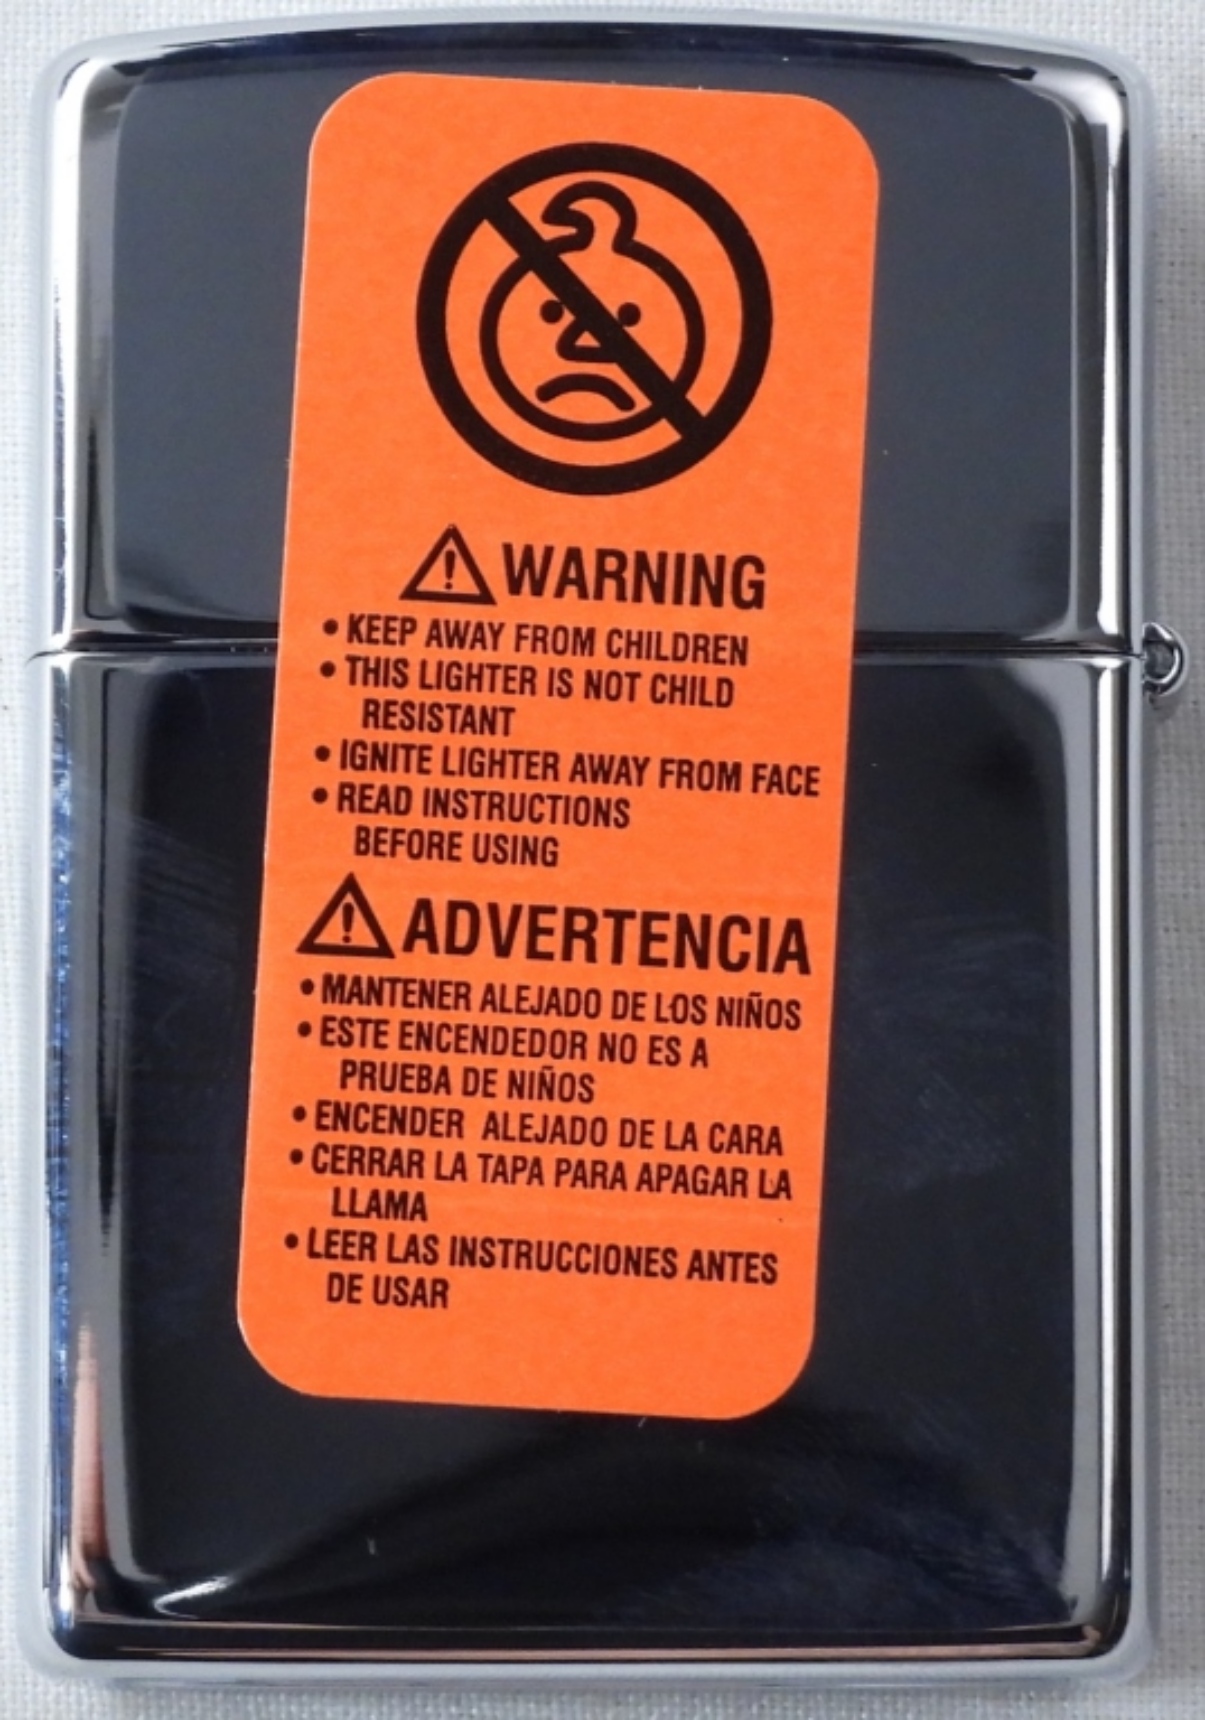 WARNING
• KEEP AWAY FROM CHILDREN
• THIS LIGHTER IS NOT CHILD
RESISTANT
• IGNITE LIGHTER AWAY FROM FACE
• READ INSTRUCTIONS
BEFORE USING
ADVERTENCIA
• MANTENER ALEJADO DE LOS NIÑOS
• ESTE ENCENDEDOR NO ES A
PRUEBA DE NIÑOS
• ENCENDER ALEJADO DE LA CARA
• CERRAR LA TAPA PARA APAGAR LA
LLAMA
• LEER LAS INSTRUCCIONES ANTES
DE USAR